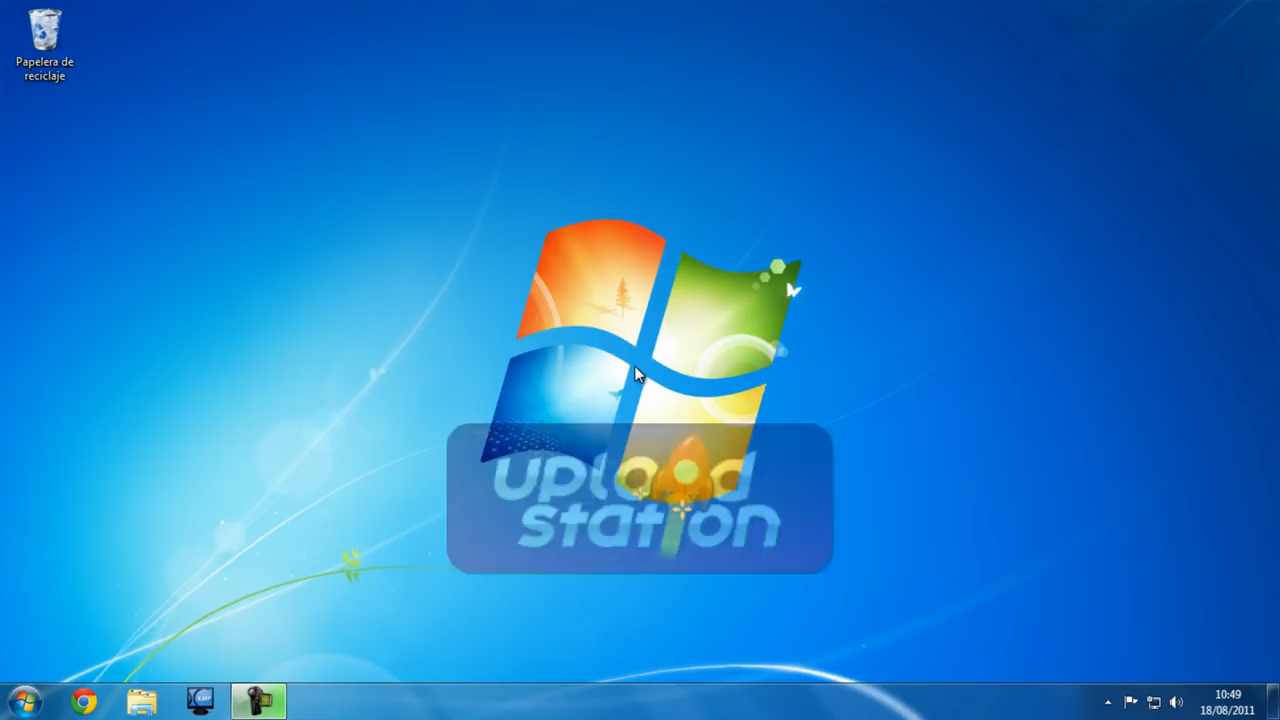 Papelera de
reciclaje
upload
station
10:49
18/08/2011